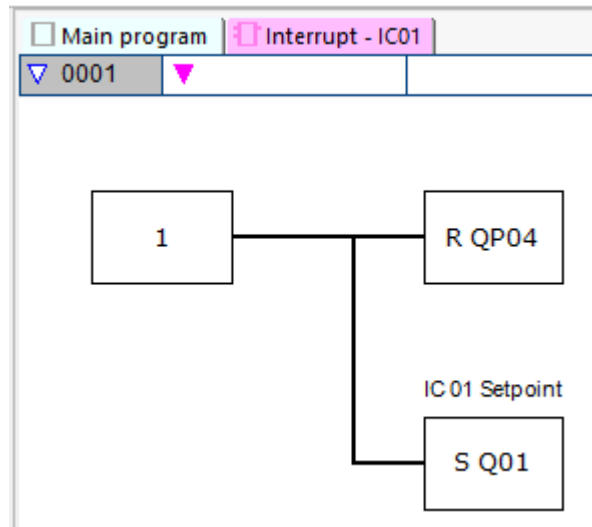 Main program Interrupt - IC01
0001
1 R QP04
IC 01 Setpoint
S Q01